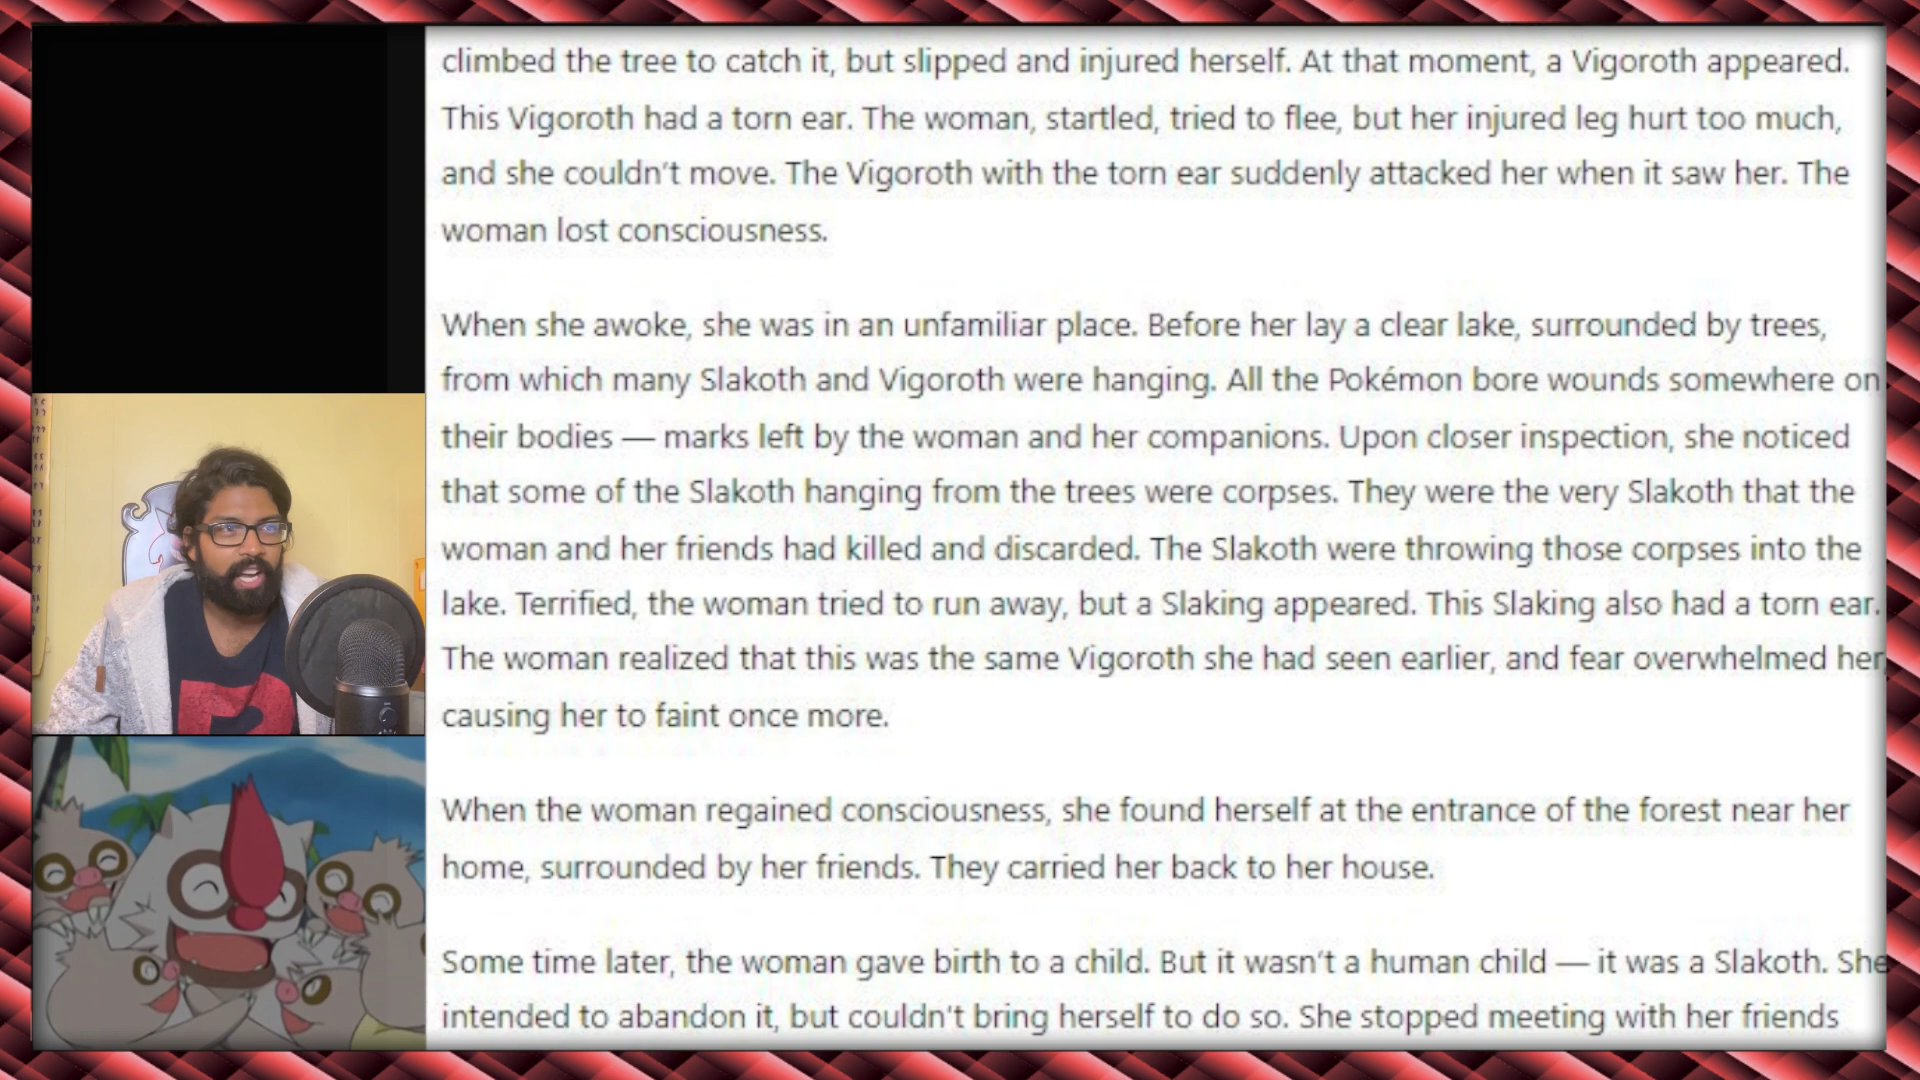 climbed the tree to catch it, but slipped and injured herself. At that moment, a Vigoroth appeared.
This Vigoroth had a torn ear. The woman, startled, tried to flee, but her injured leg hurt too much,
and she couldn't move. The Vigoroth with the torn ear suddenly attacked her when it saw her. The
woman lost consciousness.
When she awoke, she was in an unfamiliar place. Before her lay a clear lake, surrounded by trees,
from which many Slakoth and Vigoroth were hanging. All the Pokémon bore wounds somewhere on
their bodies — marks left by the woman and her companions. Upon closer inspection, she noticed
that some of the Slakoth hanging from the trees were corpses. They were the very Slakoth that the
woman and her friends had killed and discarded. The Slakoth were throwing those corpses into the
lake. Terrified, the woman tried to run away, but a Slaking appeared. This Slaking also had a torn ear.
The woman realized that this was the same Vigoroth she had seen earlier, and fear overwhelmed her,
causing her to faint once more.
When the woman regained consciousness, she found herself at the entrance of the forest near her
home, surrounded by her friends. They carried her back to her house.
Some time later, the woman gave birth to a child. But it wasn't a human child — it was a Slakoth. She
intended to abandon it, but couldn't bring herself to do so. She stopped meeting with her friends